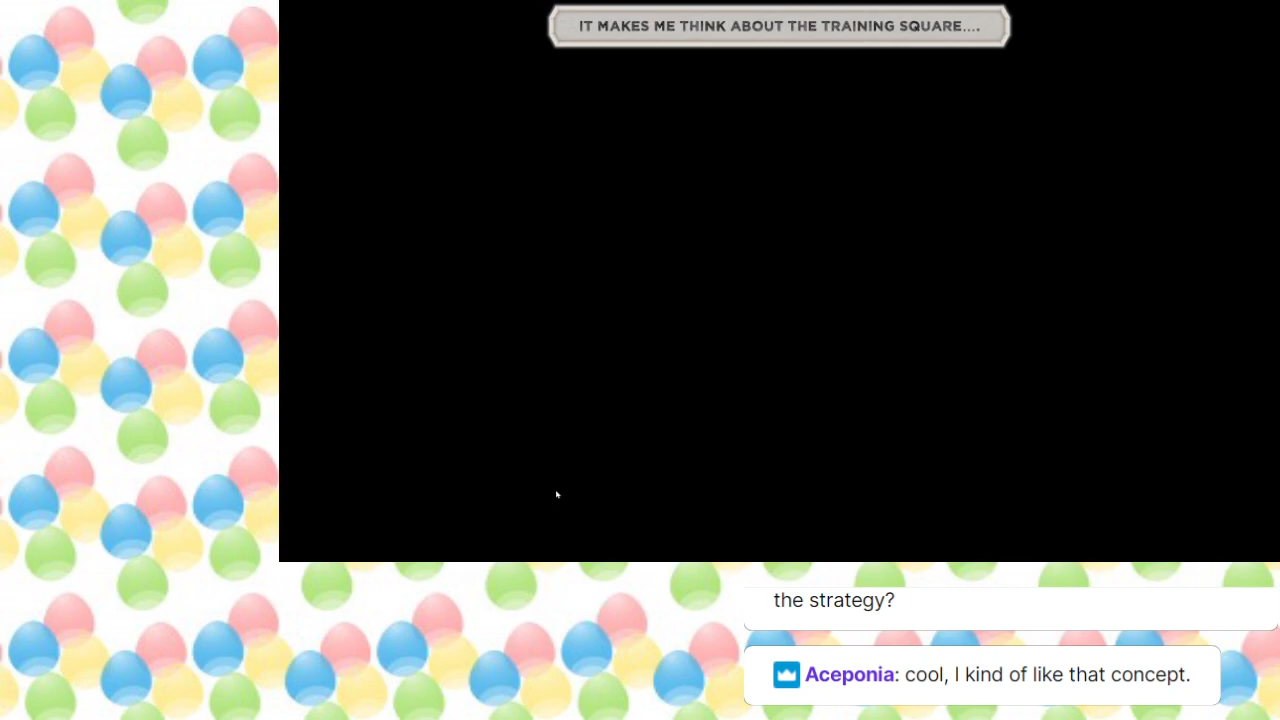 IT MAKES ME THINK ABOUT THE TRAINING SQUARE....
the strategy?
Aceponia: cool, I kind of like that concept.